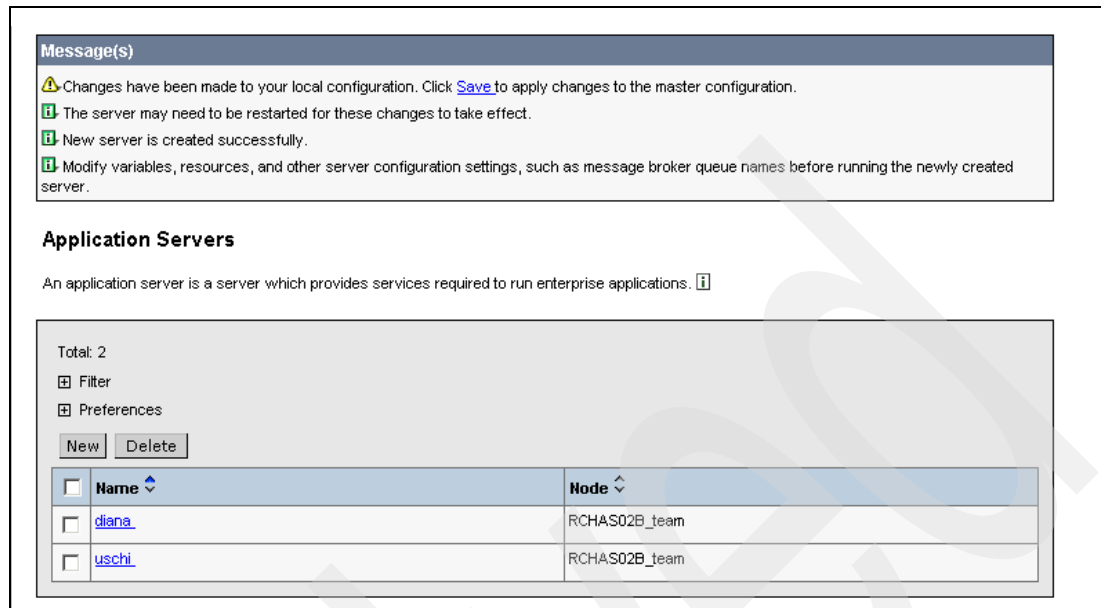 Message(s)
Changes have been made to your local configuration. Click Save to apply changes to the master configuration.
The server may need to be restarted for these changes to take effect.
New server is created successfully.
Modify variables, resources, and other server configuration settings, such as message broker queue names before running the newly created
server.
Application Servers
An application server is a server which provides services required to run enterprise applications.
Total: 2
Filter
Preferences
New Delete
Name Node
diana RCHAS02B_team
uschi RCHAS02B_team